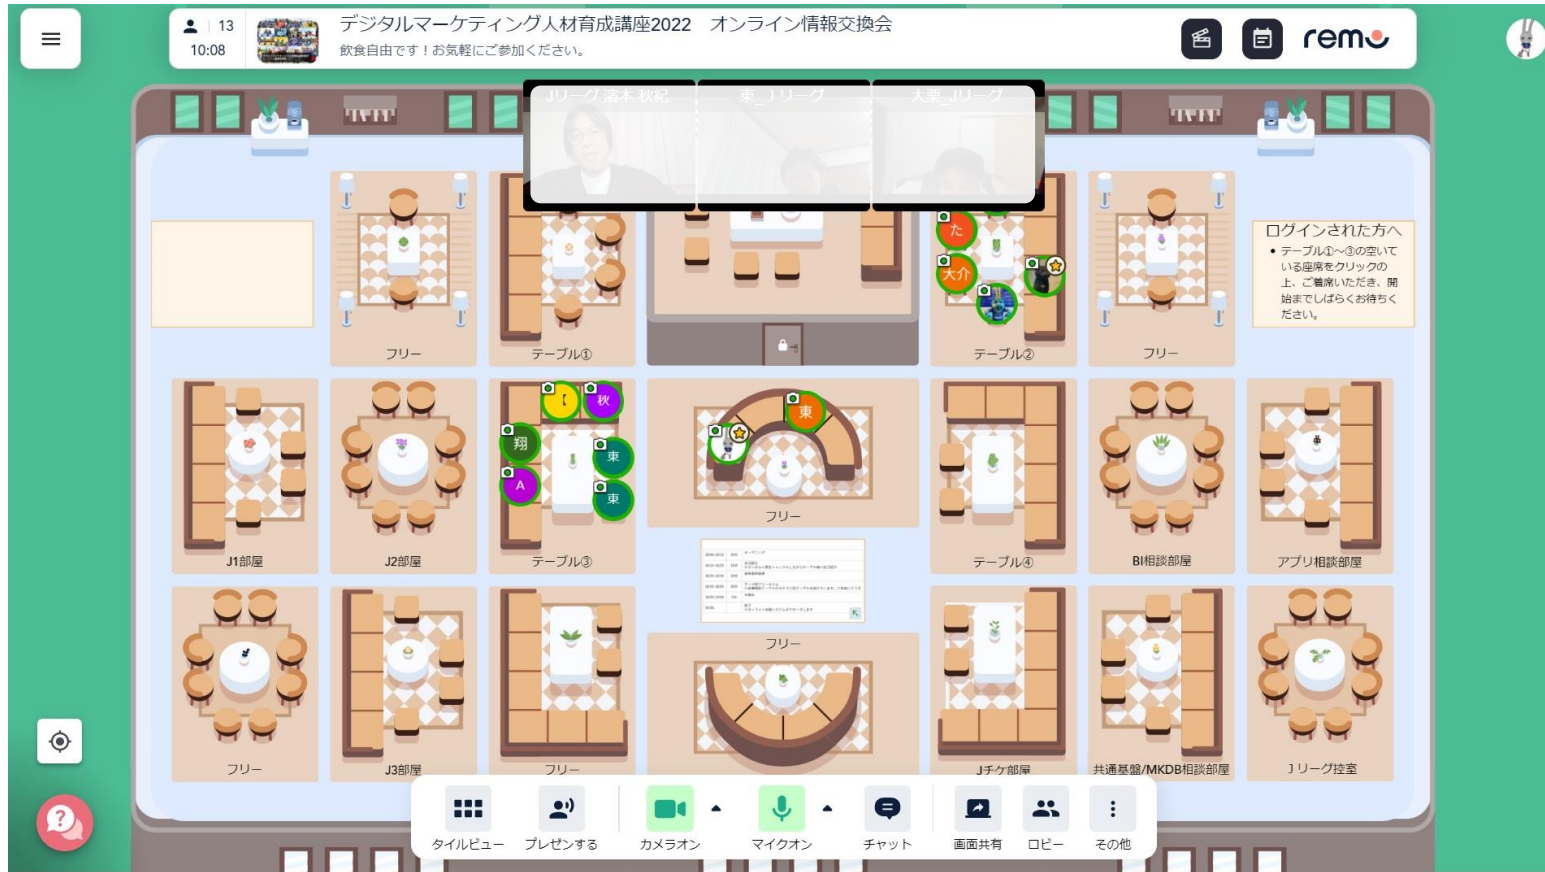 13
10:08
デジタルマーケティング人材育成講座2022　オンライン情報交換会
飲食自由です！お気軽にご参加ください。
remo
Jリーグ 濱本 秋紀
東_Jリーグ
大栗_Jリーグ
ログインされた方へ
• テーブル①～③の空いて
いる座席をクリックの
上、ご着席いただき、開
始までしばらくお待ちく
ださい。
た
大介
フリー
テーブル①
テーブル②
フリー
秋
翔
東
A
東
東
J1部屋
J2部屋
テーブル③
フリー
テーブル④
BI相談部屋
アプリ相談部屋
フリー
フリー
J3部屋
フリー
Jチケ部屋
共通基盤/MKDB相談部屋
Jリーグ控室
タイルビュー
プレゼンする
カメラオン
マイクオン
チャット
画面共有
ロビー
その他